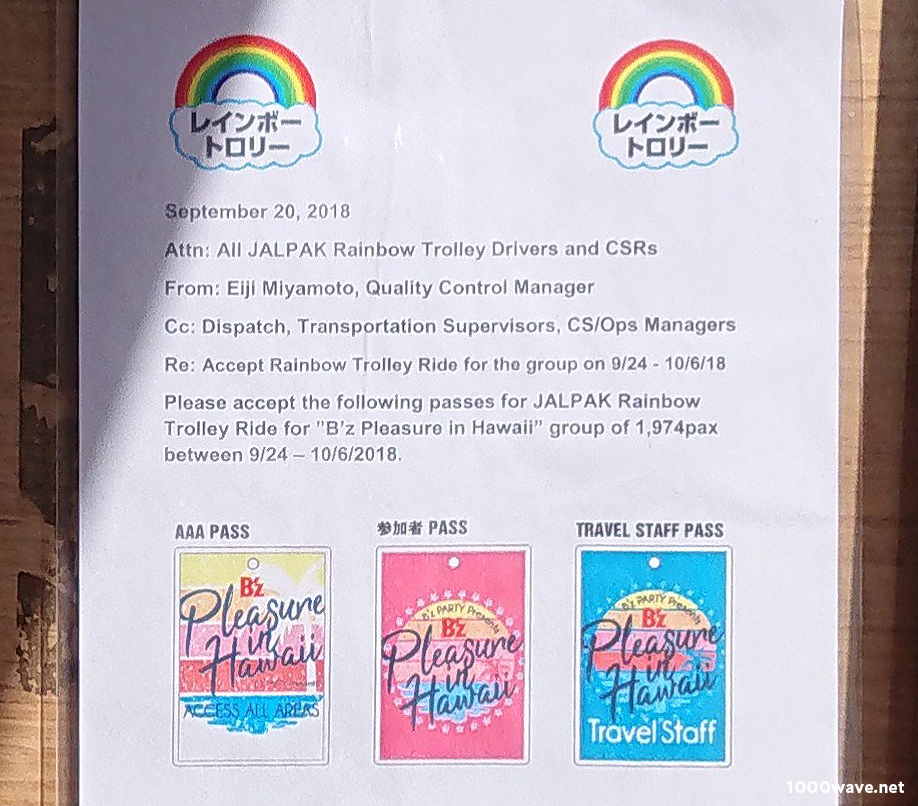 レインボー
トロリー
レインボー
トロリー
September 20, 2018
Attn: All JALPAK Rainbow Trolley Drivers and CSRs
From: Eiji Miyamoto, Quality Control Manager
Cc: Dispatch, Transportation Supervisors, CS/Ops Managers
Re: Accept Rainbow Trolley Ride for the group on 9/24 - 10/6/18
Please accept the following passes for JALPAK Rainbow
Trolley Ride for "B'z Pleasure in Hawaii" group of 1,974pax
between 9/24 – 10/6/2018.
AAA PASS
B'z
Pleasure
in
Hawaii
ACCESS ALL AREAS
参加者 PASS
B'z PARTY Presents
B'z
Pleasure
in
Hawaii
TRAVEL STAFF PASS
B'z PARTY Presents
B'z
Pleasure
in
Hawaii
Travel Staff
1000wave.net